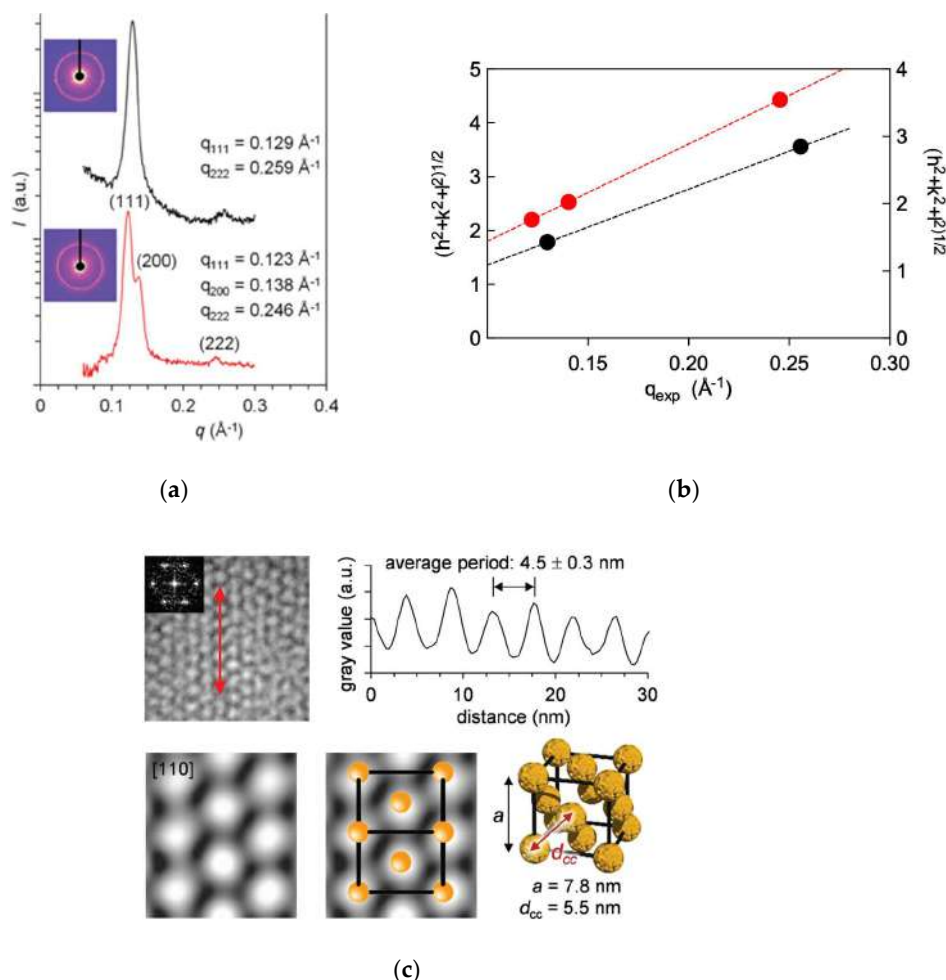 I (a.u.)
q₁₁₁ = 0.129 Å⁻¹
q₂₂₂ = 0.259 Å⁻¹
(111)
(200)
q₁₁₁ = 0.123 Å⁻¹
q₂₀₀ = 0.138 Å⁻¹
q₂₂₂ = 0.246 Å⁻¹
(222)
0 0.1 0.2 0.3 0.4
q (Å⁻¹)
(a)
(h²+k²+l²)1/2
5
4
3
2
1
0
4
3
2
1
0
(h²+k²+l²)1/2
0.15 0.20 0.25 0.30
qexp (Å⁻¹)
(b)
average period: 4.5 ± 0.3 nm
gray value (a.u.)
0 10 20 30
distance (nm)
[110]
a
dcc
a = 7.8 nm
dcc = 5.5 nm
(c)